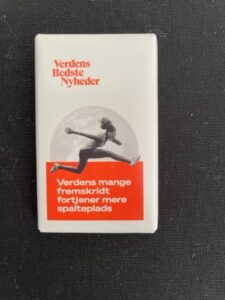 Verdens
Bedste
Nyheder
Verdens mange
fremskridt
fortjener mere
spalteplads